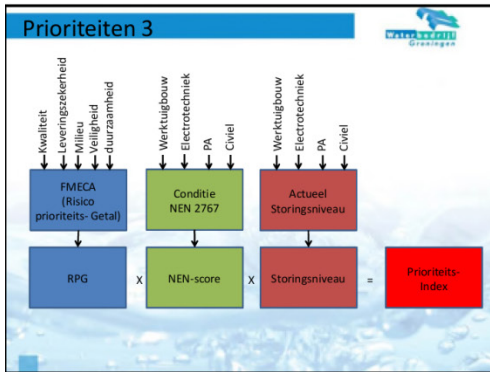 Prioriteiten 3
Waterbedrijf
Groningen
Kwaliteit
Leveringszekerheid
Milieu
Veiligheid
duurzaamheid
Werktuigbouw
Electrotechniek
PA
Civiel
Werktuigbouw
Electrotechniek
PA
Civiel
FMECA
(Risico
prioriteits- Getal)
Conditie
NEN 2767
Actueel
Storingsniveau
RPG
X
NEN-score
X
Storingsniveau
=
Prioriteits-
Index